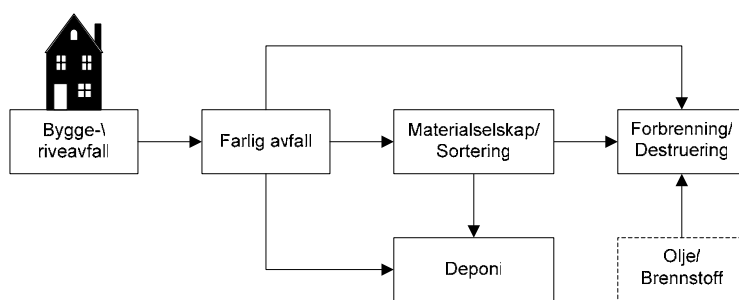 Bygge-\
riveavfall
Farlig avfall
Materialselskap/
Sortering
Forbrenning/
Destruering
Deponi
Olje/
Brennstoff